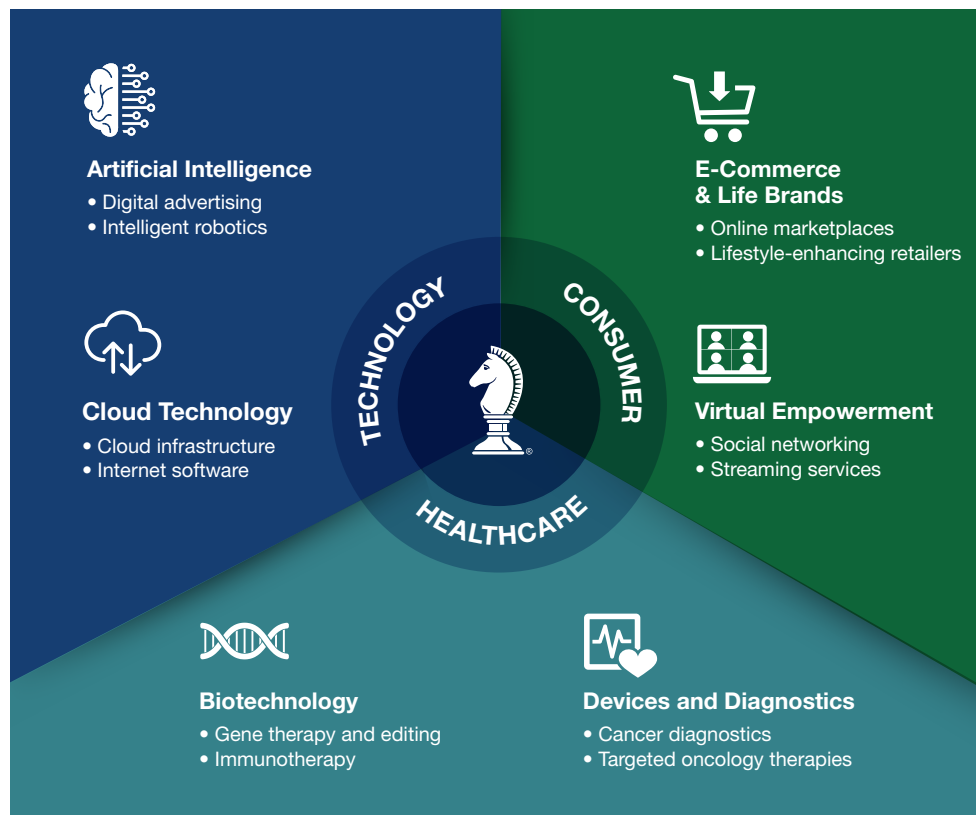 Artificial Intelligence
• Digital advertising
• Intelligent robotics
Cloud Technology
• Cloud infrastructure
• Internet software
E-Commerce
& Life Brands
• Online marketplaces
• Lifestyle-enhancing retailers
Virtual Empowerment
• Social networking
• Streaming services
TECHNOLOGY
CONSUMER
HEALTHCARE
®
Biotechnology
• Gene therapy and editing
• Immunotherapy
Devices and Diagnostics
• Cancer diagnostics
• Targeted oncology therapies